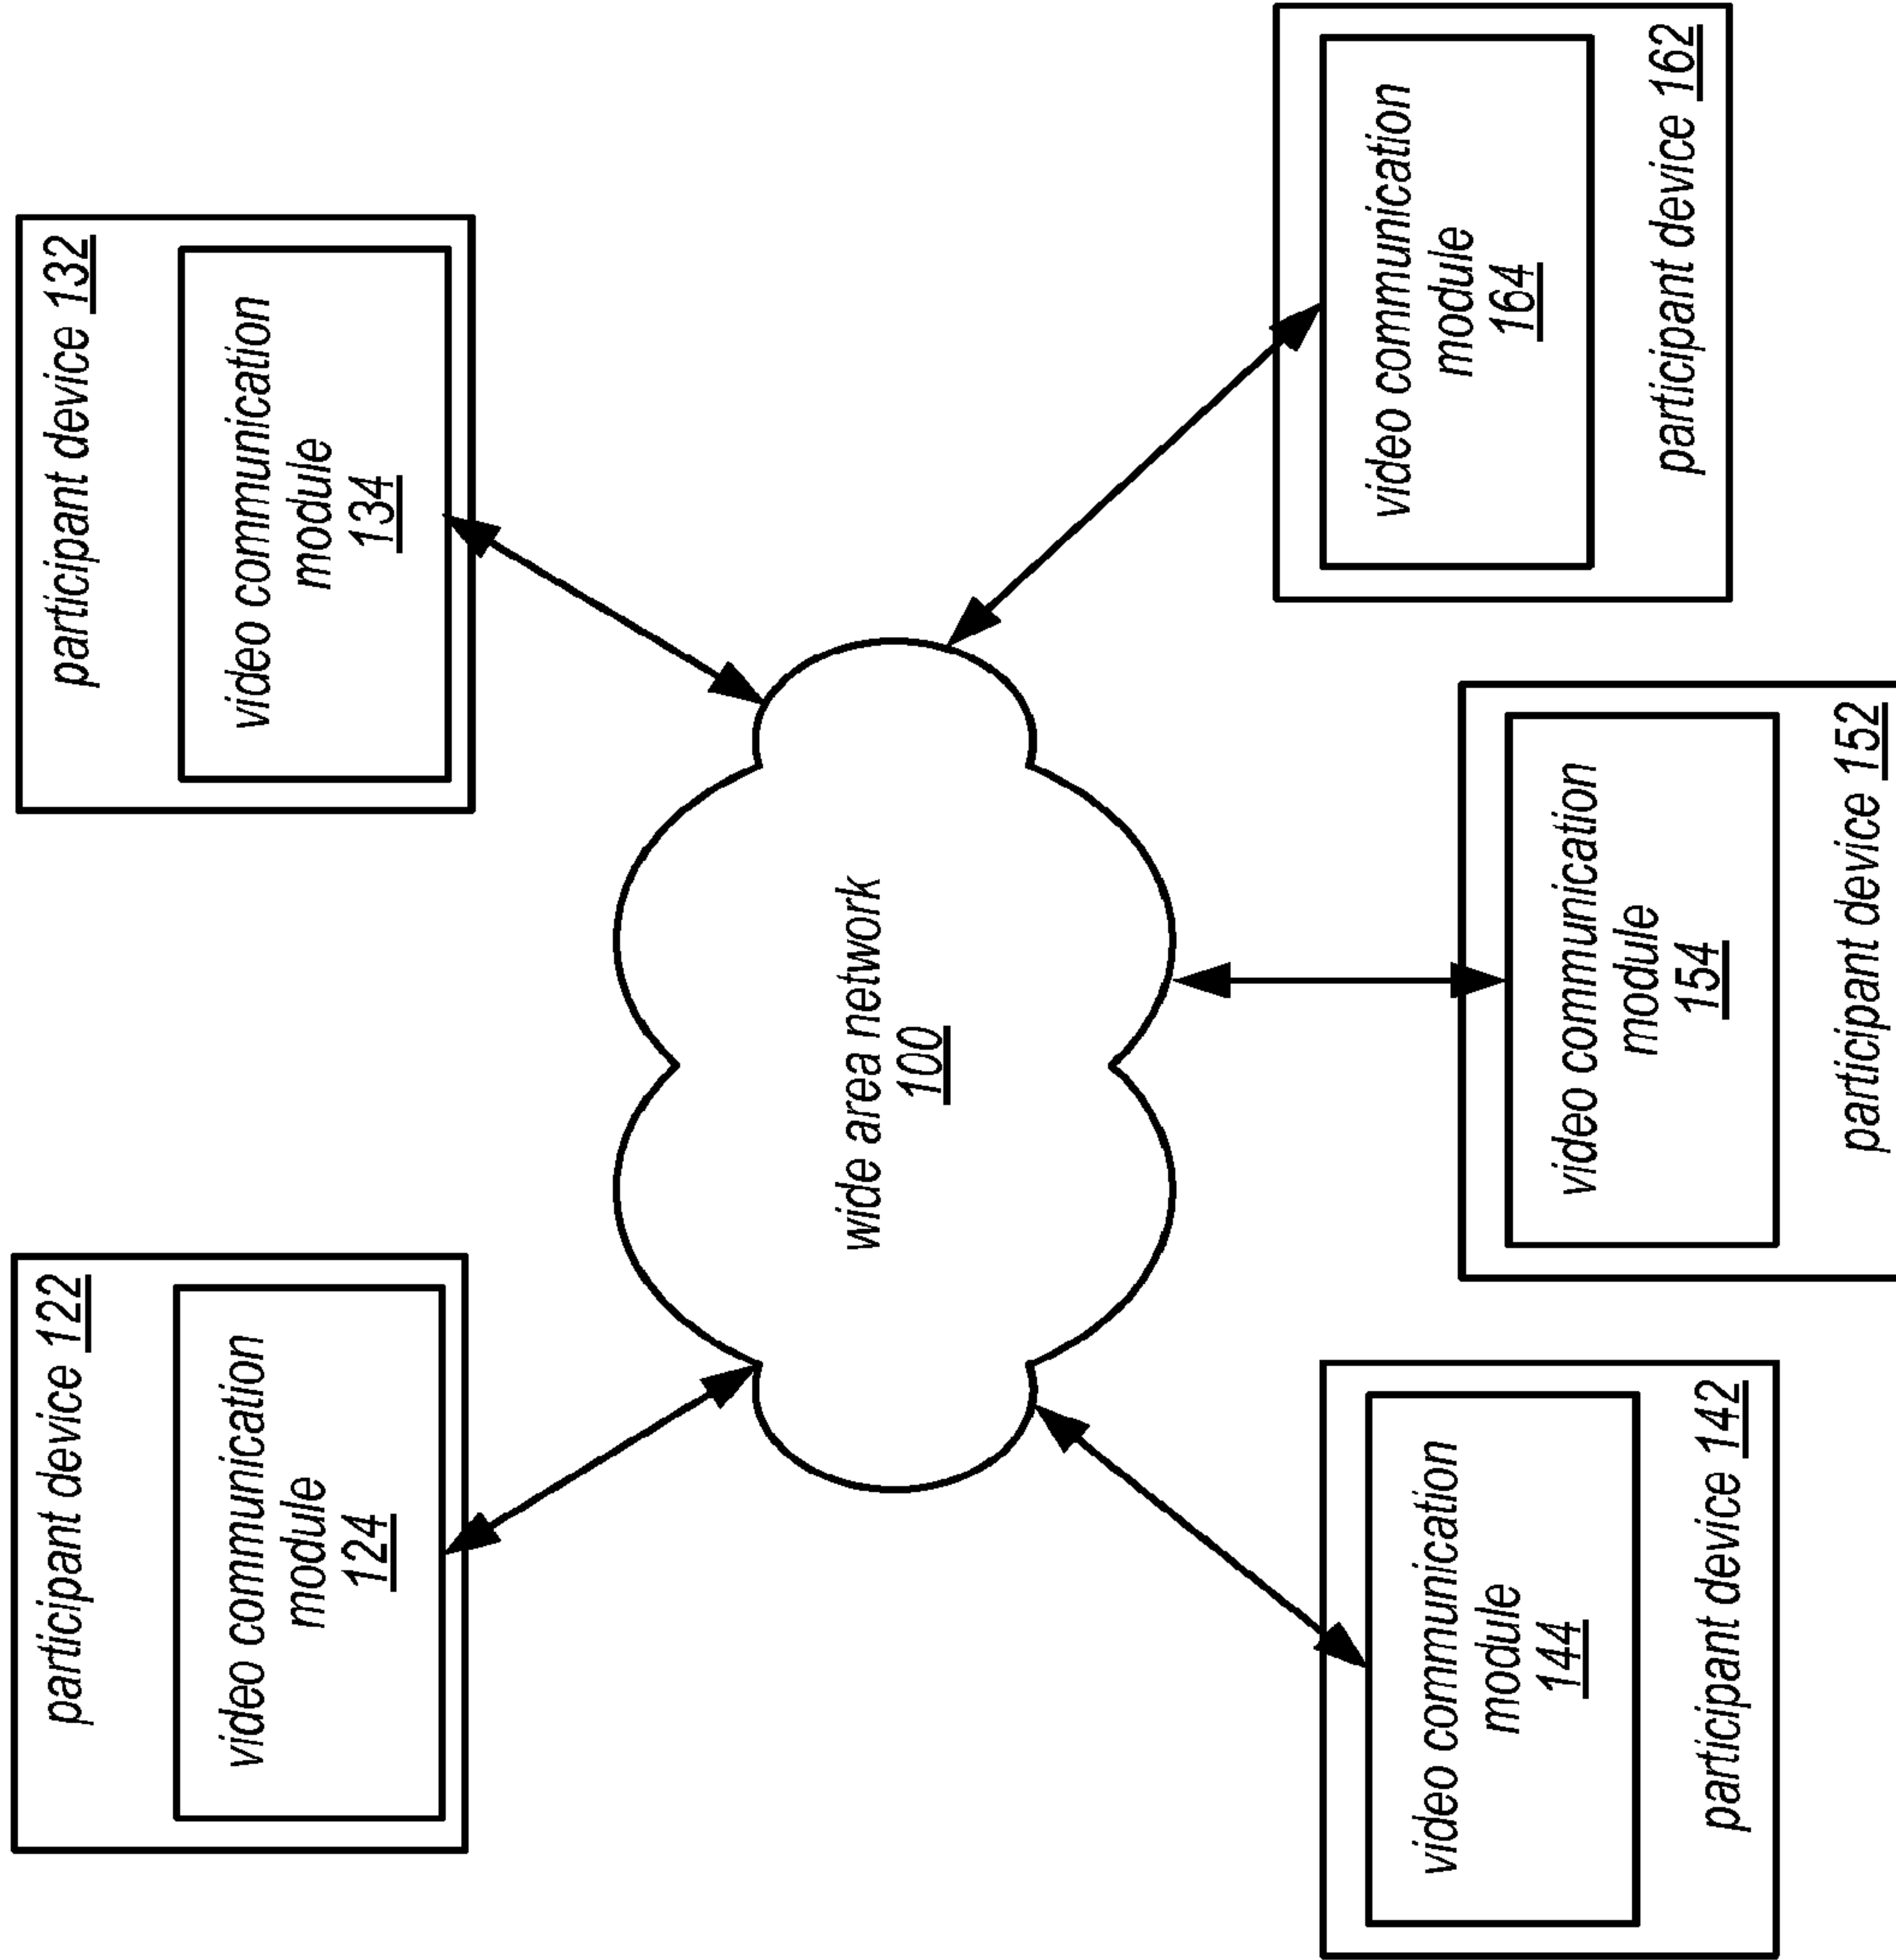 participant device 122
video communication
module
124
participant device 132
video communication
module
134
wide area network
100
video communication
module
144
participant device 142
video communication
module
154
participant device 152
video communication
module
164
participant device 162